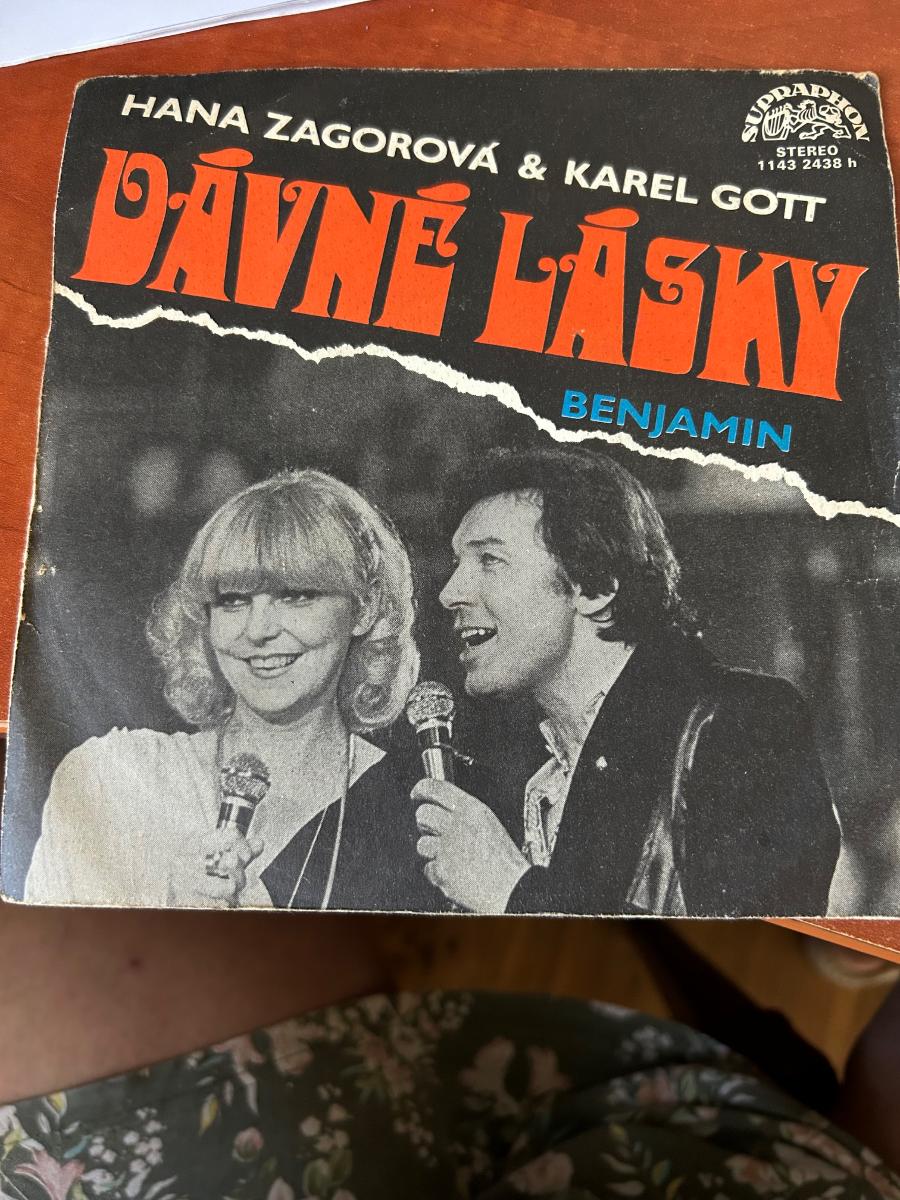 HANA ZAGOROVÁ & KAREL GOTT
SUPRAPHON
STEREO
1143 2438 h
DÁVNÉ LÁSKY
BENJAMIN